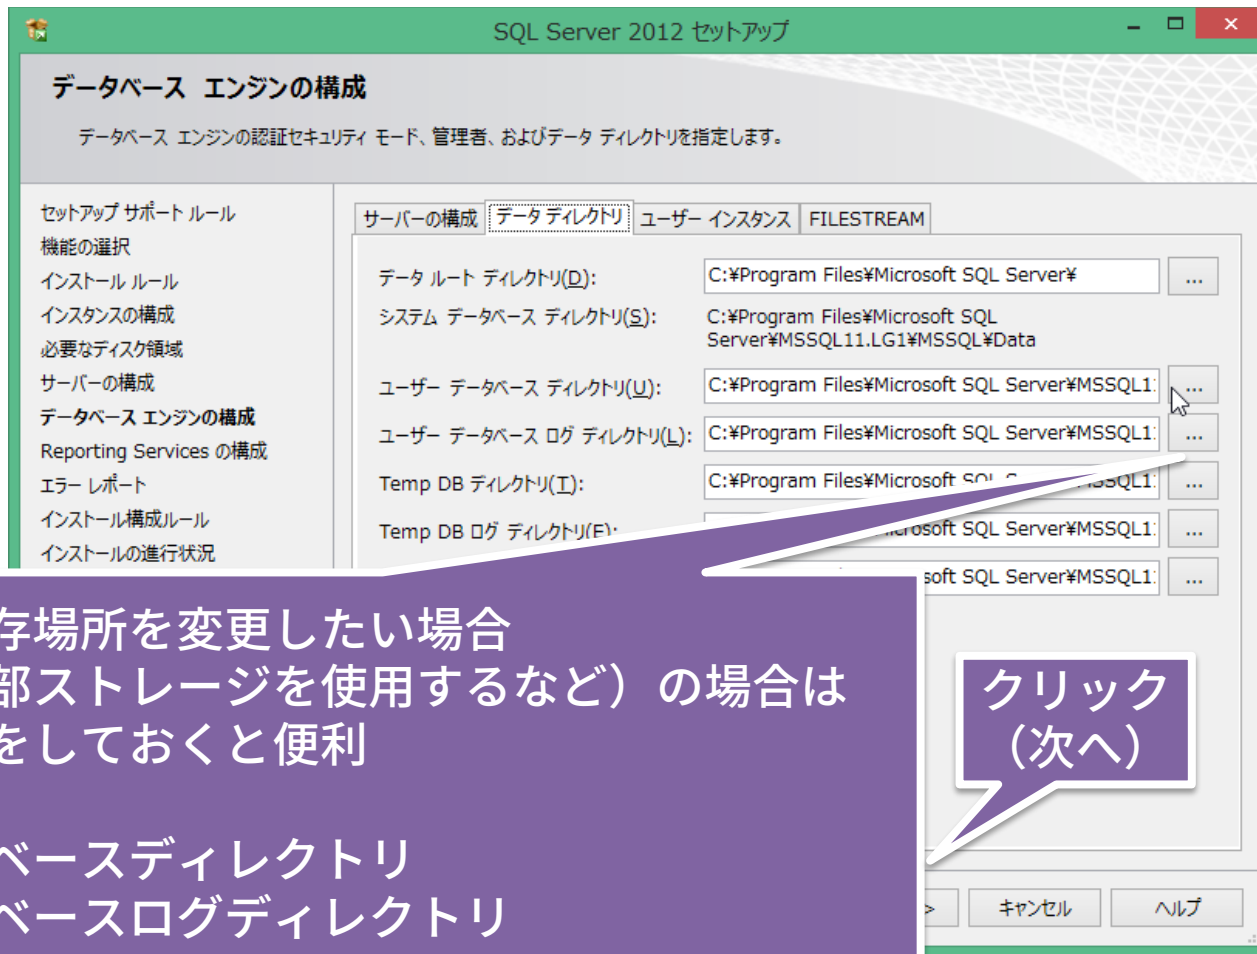 SQL Server 2012 セットアップ
データベース エンジンの構成
データベース エンジンの認証セキュリティ モード、管理者、およびデータ ディレクトリを指定します。
セットアップ サポート ルール
機能の選択
インストール ルール
インスタンスの構成
必要なディスク領域
サーバーの構成
データベース エンジンの構成
Reporting Services の構成
エラー レポート
インストール構成ルール
インストールの進行状況
サーバーの構成 データ ディレクトリ ユーザー インスタンス FILESTREAM
データ ルート ディレクトリ(D): C:¥Program Files¥Microsoft SQL Server¥ ...
システム データベース ディレクトリ(S): C:¥Program Files¥Microsoft SQL
Server¥MSSQL11.LG1¥MSSQL¥Data
ユーザー データベース ディレクトリ(U): C:¥Program Files¥Microsoft SQL Server¥MSSQL1 ...
ユーザー データベース ログ ディレクトリ(L): C:¥Program Files¥Microsoft SQL Server¥MSSQL1 ...
Temp DB ディレクトリ(T): C:¥Program Files¥Microsoft SQL Server¥MSSQL1 ...
Temp DB ログ ディレクトリ(E): Microsoft SQL Server¥MSSQL1 ...
soft SQL Server¥MSSQL1 ...
存場所を変更したい場合
部ストレージを使用するなど）の場合は
をしておくと便利
ベースディレクトリ
ベースログディレクトリ
クリック
（次へ）
> キャンセル ヘルプ